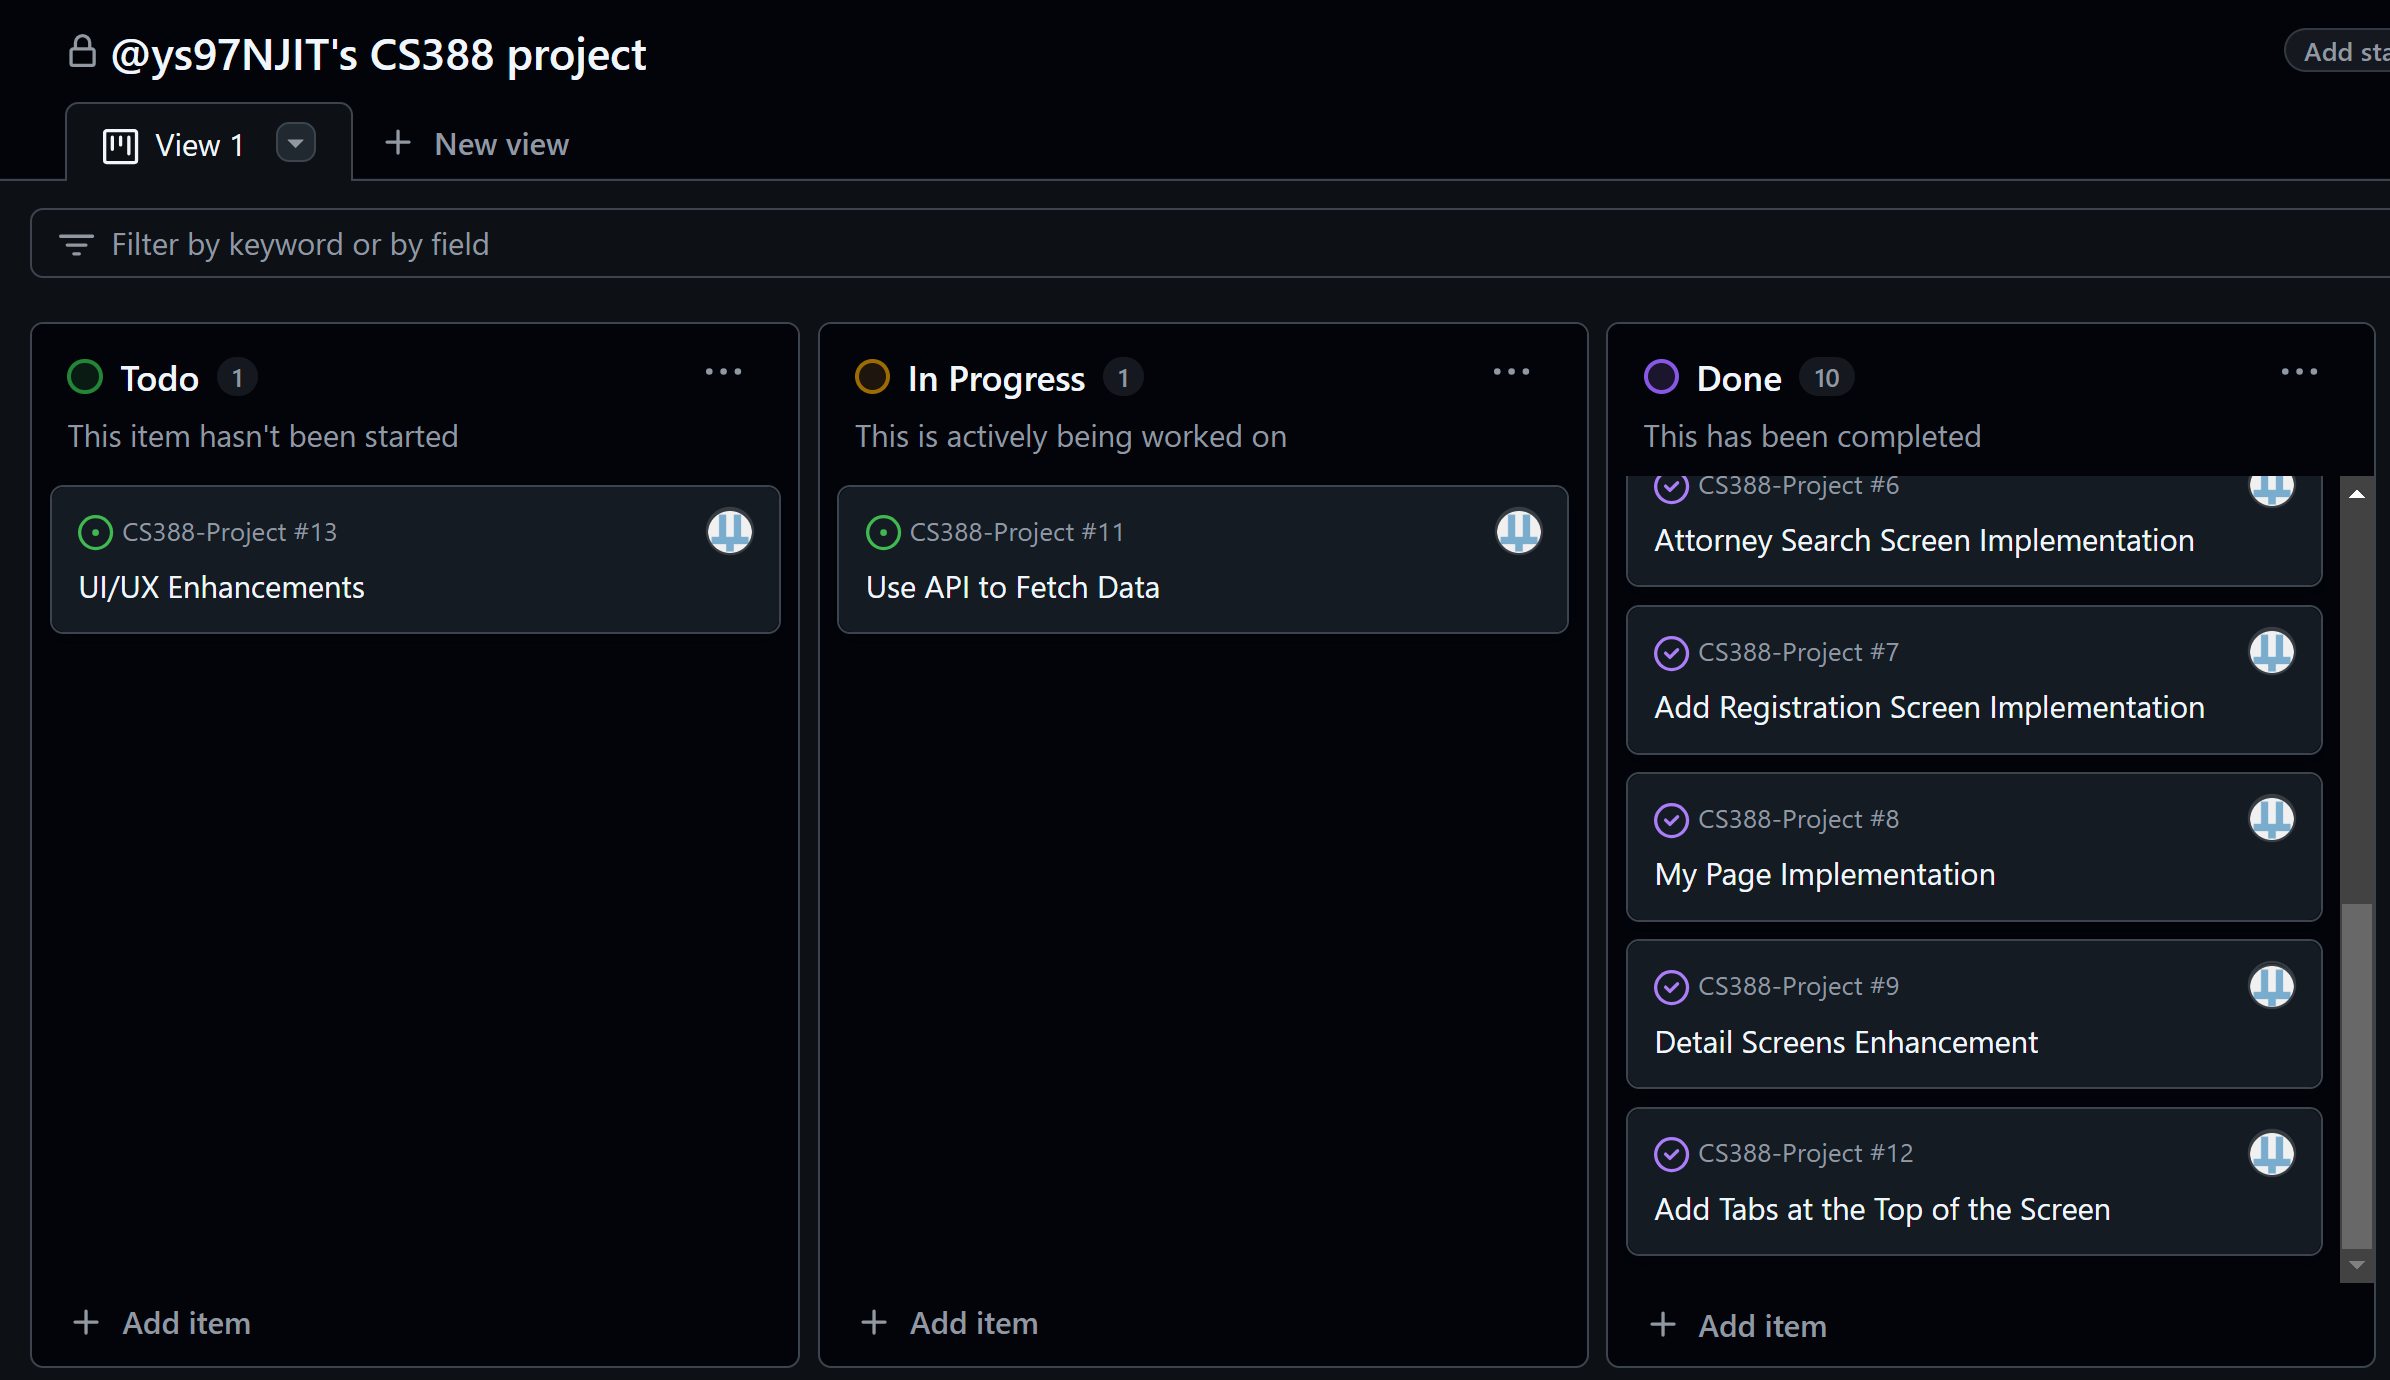 @ys97NJIT's CS388 project
Add sta
View 1
New view
Filter by keyword or by field
Todo 1
This item hasn't been started
CS388-Project #13
UI/UX Enhancements
Add item
In Progress 1
This is actively being worked on
CS388-Project #11
Use API to Fetch Data
Add item
Done 10
This has been completed
CS388-Project #6
Attorney Search Screen Implementation
CS388-Project #7
Add Registration Screen Implementation
CS388-Project #8
My Page Implementation
CS388-Project #9
Detail Screens Enhancement
CS388-Project #12
Add Tabs at the Top of the Screen
Add item